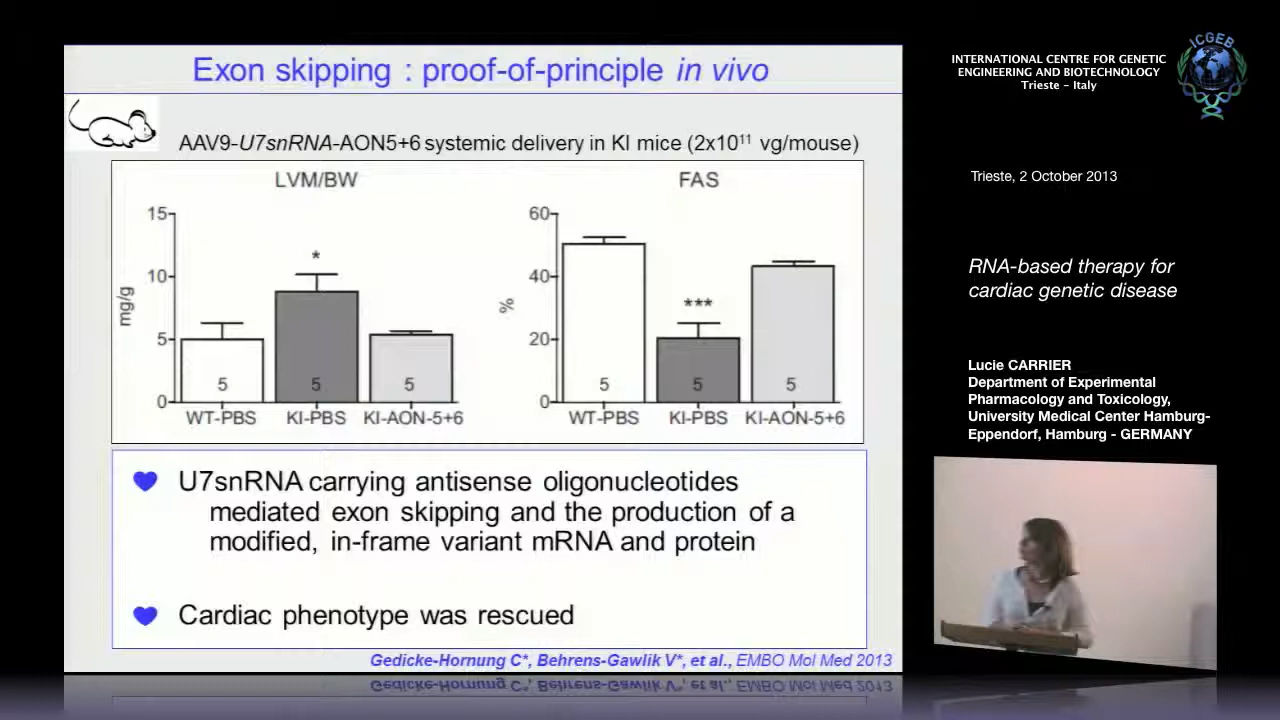 Exon skipping : proof-of-principle in vivo
AAV9-U7snRNA-AON5+6 systemic delivery in KI mice (2x10¹¹ vg/mouse)
LVM/BW
15
10
5
0
mg/g
*
5
5
5
WT-PBS KI-PBS KI-AON-5+6
FAS
60
40
20
0
%
***
5
5
5
WT-PBS KI-PBS KI-AON-5+6
U7snRNA carrying antisense oligonucleotides
mediated exon skipping and the production of a
modified, in-frame variant mRNA and protein
Cardiac phenotype was rescued
Gedicke-Hornung C*, Behrens-Gawlik V*, et al., EMBO Mol Med 2013
INTERNATIONAL CENTRE FOR GENETIC
ENGINEERING AND BIOTECHNOLOGY
Trieste - Italy
ICGEB
Trieste, 2 October 2013
RNA-based therapy for
cardiac genetic disease
Lucie CARRIER
Department of Experimental
Pharmacology and Toxicology,
University Medical Center Hamburg-
Eppendorf, Hamburg - GERMANY